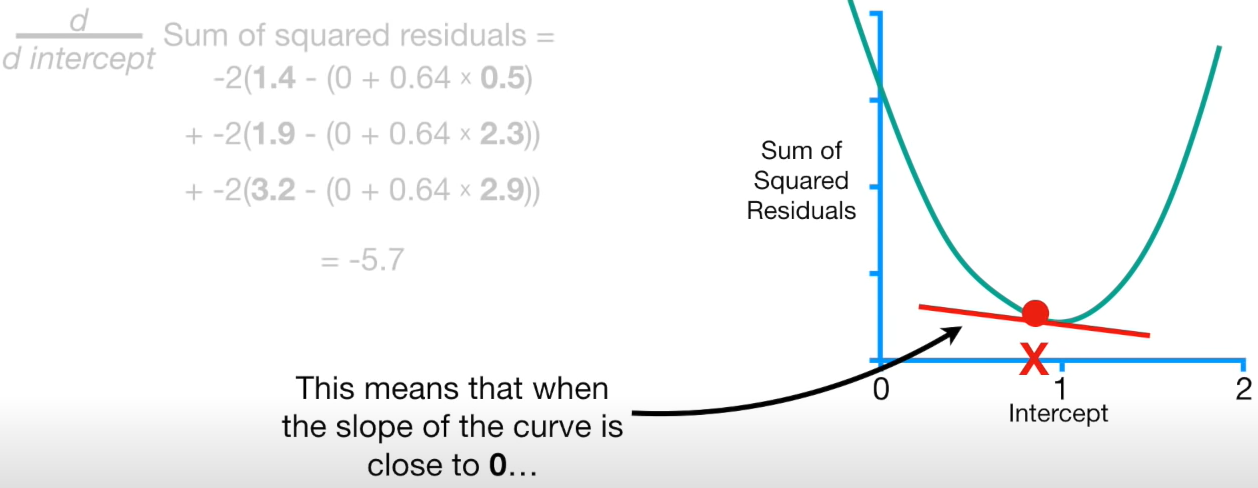 d
d intercept
Sum of squared residuals =
-2(1.4 - (0 + 0.64 × 0.5)
+ -2(1.9 - (0 + 0.64 × 2.3))
+ -2(3.2 - (0 + 0.64 × 2.9))
= -5.7
This means that when
the slope of the curve is
close to 0…
Sum of
Squared
Residuals
X
0 1 2
Intercept